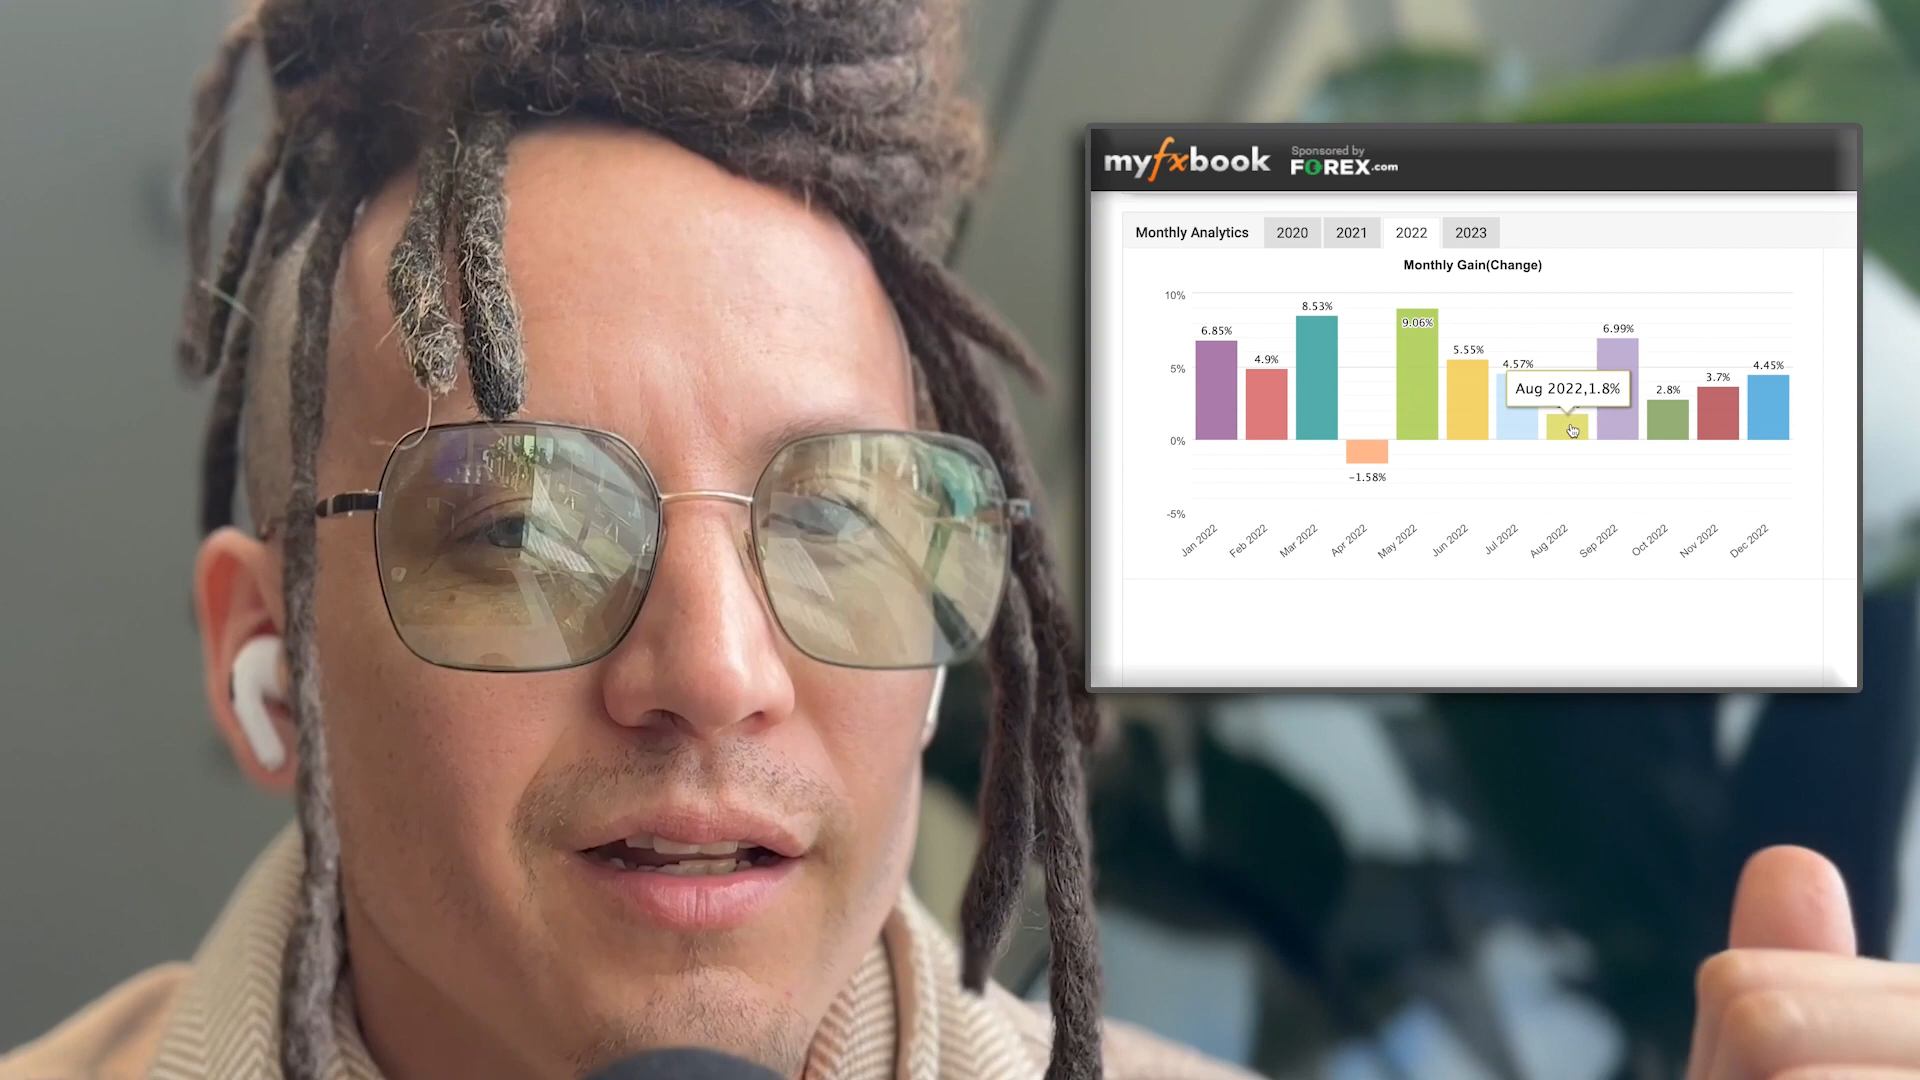 myfxbook
Sponsored by
FOREX.com
Monthly Analytics 2020 2021 2022 2023
Monthly Gain(Change)
10%
5%
0%
-5%
6.85%
4.9%
8.53%
-1.58%
9.06%
5.55%
4.57%
Aug 2022,1.8%
6.99%
2.8%
3.7%
4.45%
Jan 2022
Feb 2022
Mar 2022
Apr 2022
May 2022
Jun 2022
Jul 2022
Aug 2022
Sep 2022
Oct 2022
Nov 2022
Dec 2022